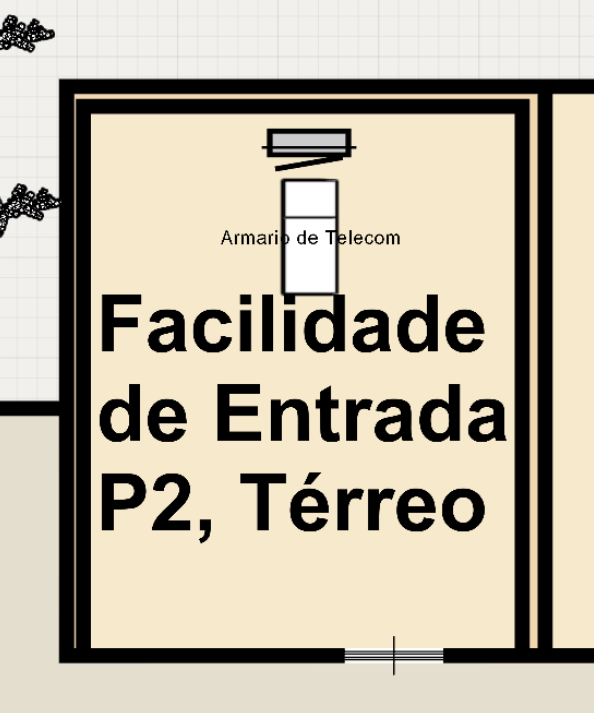 Armario de Telecom
Facilidade
de Entrada
P2, Térreo